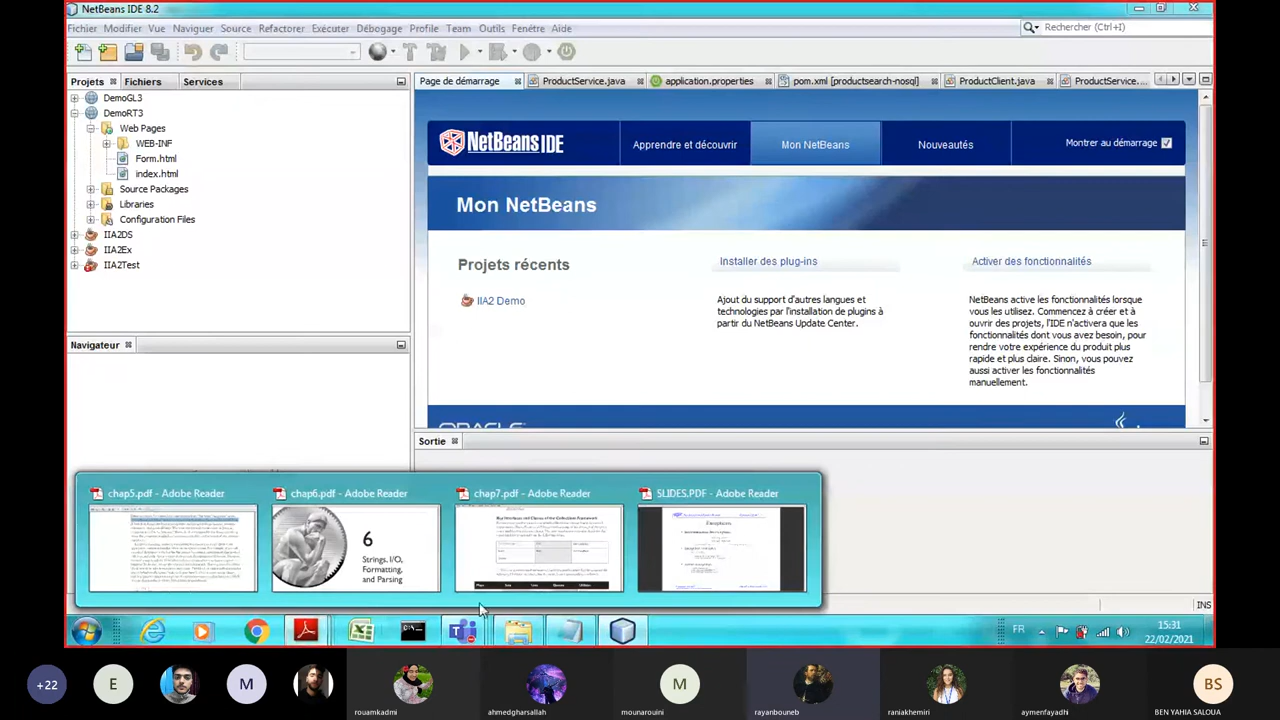 NetBeans IDE 8.2
Fichier Modifier Vue Naviguer Source Refactorer Exécuter Débogage Profile Team Outils Fenêtre Aide
Rechercher (Ctrl+I)
Projets Fichiers Services
Page de démarrage ProductService.java application.properties pom.xml [productsearch-nosql] ProductClient.java ProductService....
DemoGL3
DemoRT3
Web Pages
WEB-INF
Form.html
index.html
Source Packages
Libraries
Configuration Files
IIA2DS
IIA2Ex
IIA2Test
Navigateur
NetBeans IDE
Apprendre et découvrir
Mon NetBeans
Nouveautés
Montrer au démarrage
Mon NetBeans
Projets récents
IIA2 Demo
Installer des plug-ins
Ajout du support d'autres langues et
technologies par l'installation de plugins à
partir du NetBeans Update Center.
Activer des fonctionnalités
NetBeans active les fonctionnalités lorsque
vous les utilisez. Commencez à créer et à
ouvrir des projets, l'IDE n'activera que les
fonctionnalités dont vous avez besoin, pour
rendre votre expérience du produit plus
rapide et plus claire. Sinon, vous pouvez
aussi activer les fonctionnalités
manuellement.
ORACLE
Java
Sortie
chap5.pdf - Adobe Reader
chap6.pdf - Adobe Reader
chap7.pdf - Adobe Reader
SLIDES.PDF - Adobe Reader
6
Strings, I/O,
Formatting,
and Parsing
INS
FR
15:31
22/02/2021
+22
E
M
M
BS
rouamkadmi
ahmedgharsallah
mounarouini
rayanbouneb
raniakhemiri
aymenfayadhi
BEN YAHIA SALOUA